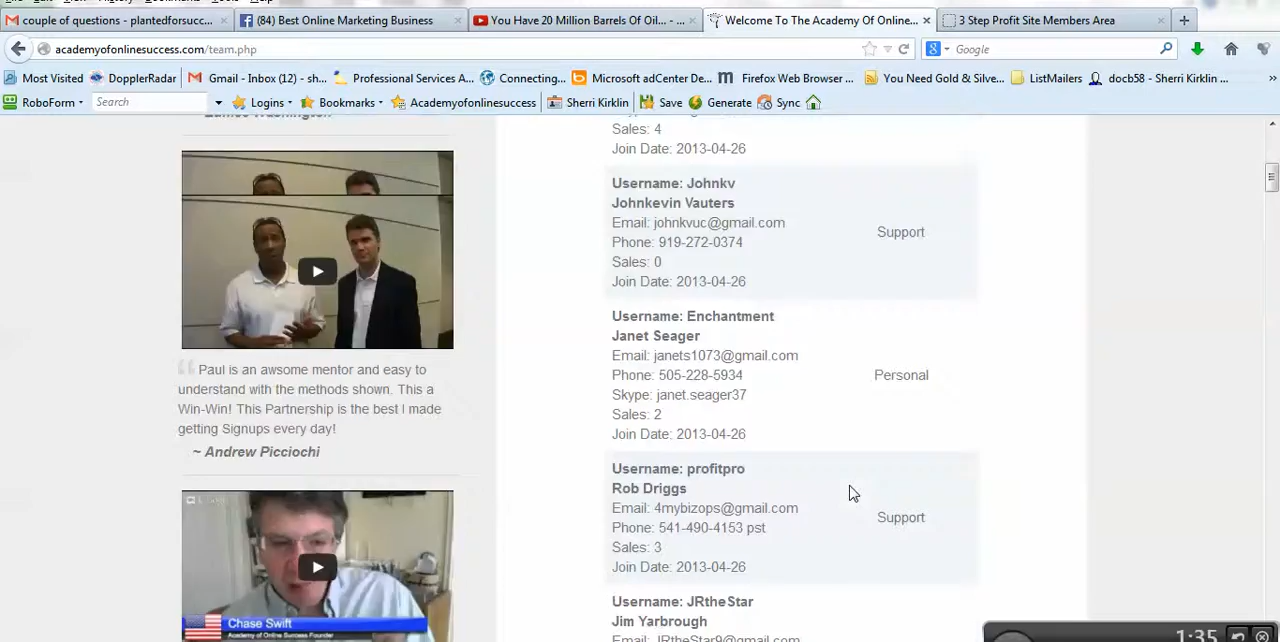 couple of questions - plantedforsucc...
(84) Best Online Marketing Business
You Have 20 Million Barrels Of Oil... - ...
Welcome To The Academy Of Online...
3 Step Profit Site Members Area
academyofonlinesuccess.com/team.php
Google
Most Visited DopplerRadar Gmail - Inbox (12) - sh... Professional Services A... Connecting... Microsoft adCenter De... Firefox Web Browser ... You Need Gold & Silve... ListMailers docb58 - Sherri Kirklin ... »
RoboForm Search Logins Bookmarks Academyofonlinesuccess Sherri Kirklin Save Generate Sync
Sales: 4
Join Date: 2013-04-26
Username: Johnkv
Johnkevin Vauters
Email: johnkvuc@gmail.com
Phone: 919-272-0374
Support
Sales: 0
Join Date: 2013-04-26
Username: Enchantment
Janet Seager
Email: janets1073@gmail.com
Phone: 505-228-5934
Personal
Skype: janet.seager37
Sales: 2
Join Date: 2013-04-26
Username: profitpro
Rob Driggs
Email: 4mybizops@gmail.com
Phone: 541-490-4153 pst
Support
Sales: 3
Join Date: 2013-04-26
Username: JRtheStar
Jim Yarbrough
Email: JRtheStar9@gmail.com
Paul is an awsome mentor and easy to
understand with the methods shown. This a
Win-Win! This Partnership is the best I made
getting Signups every day!
~ Andrew Picciochi
Chase Swift
Academy of Online Success Founder
1:35